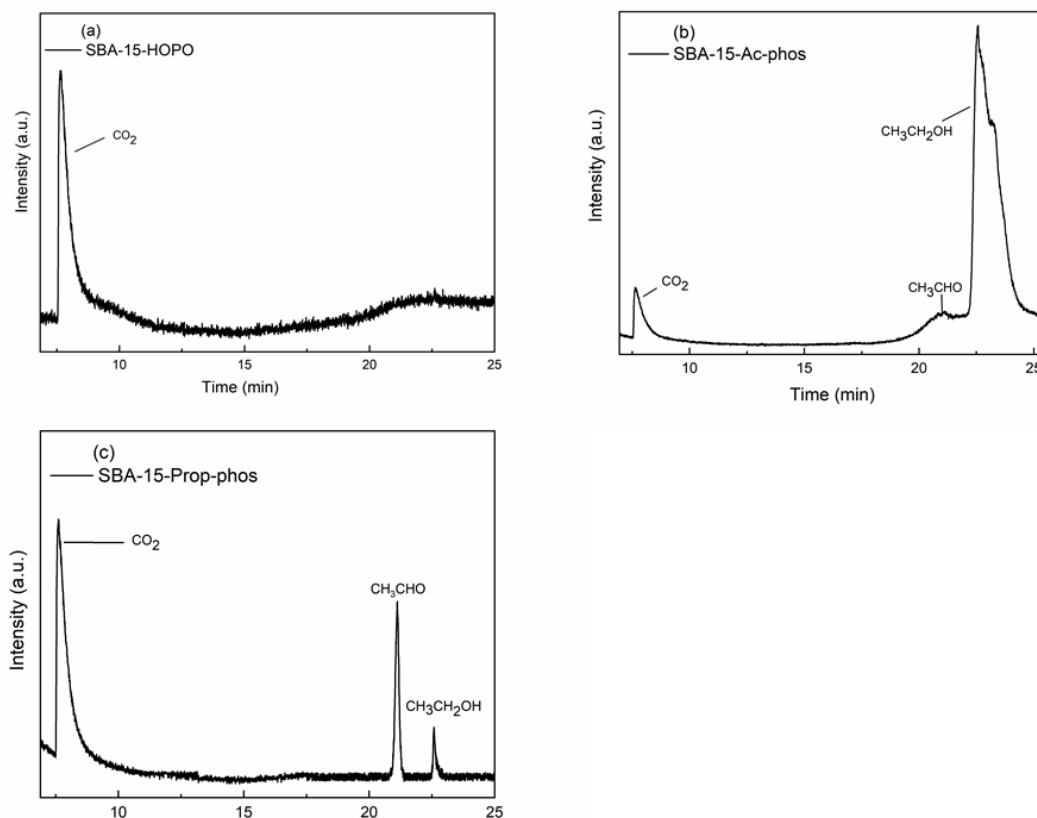 (a)
SBA-15-HOPO
CO2
Intensity (a.u.)
10 15 20 25
Time (min)
(b)
SBA-15-Ac-phos
CH3CH2OH
CO2
CH3CHO
Intensity (a.u.)
10 15 20 25
Time (min)
(c)
SBA-15-Prop-phos
CO2
CH3CHO
CH3CH2OH
Intensity (a.u.)
10 15 20 25